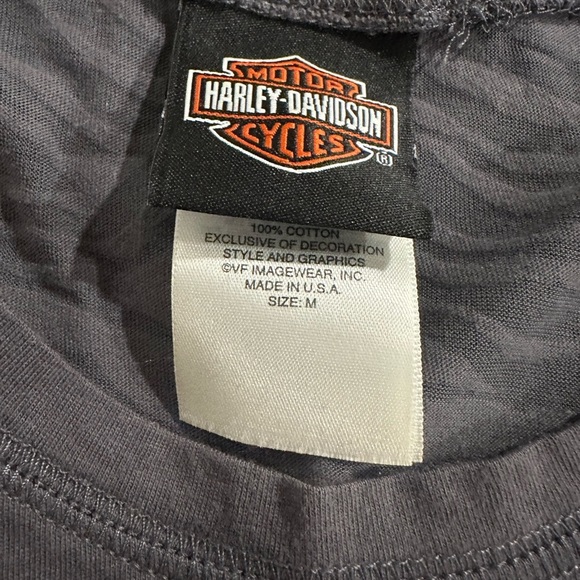 MOTOR
HARLEY-DAVIDSON
CYCLES
®
100% COTTON
EXCLUSIVE OF DECORATION
STYLE AND GRAPHICS
©VF IMAGEWEAR, INC.
MADE IN U.S.A.
SIZE: M